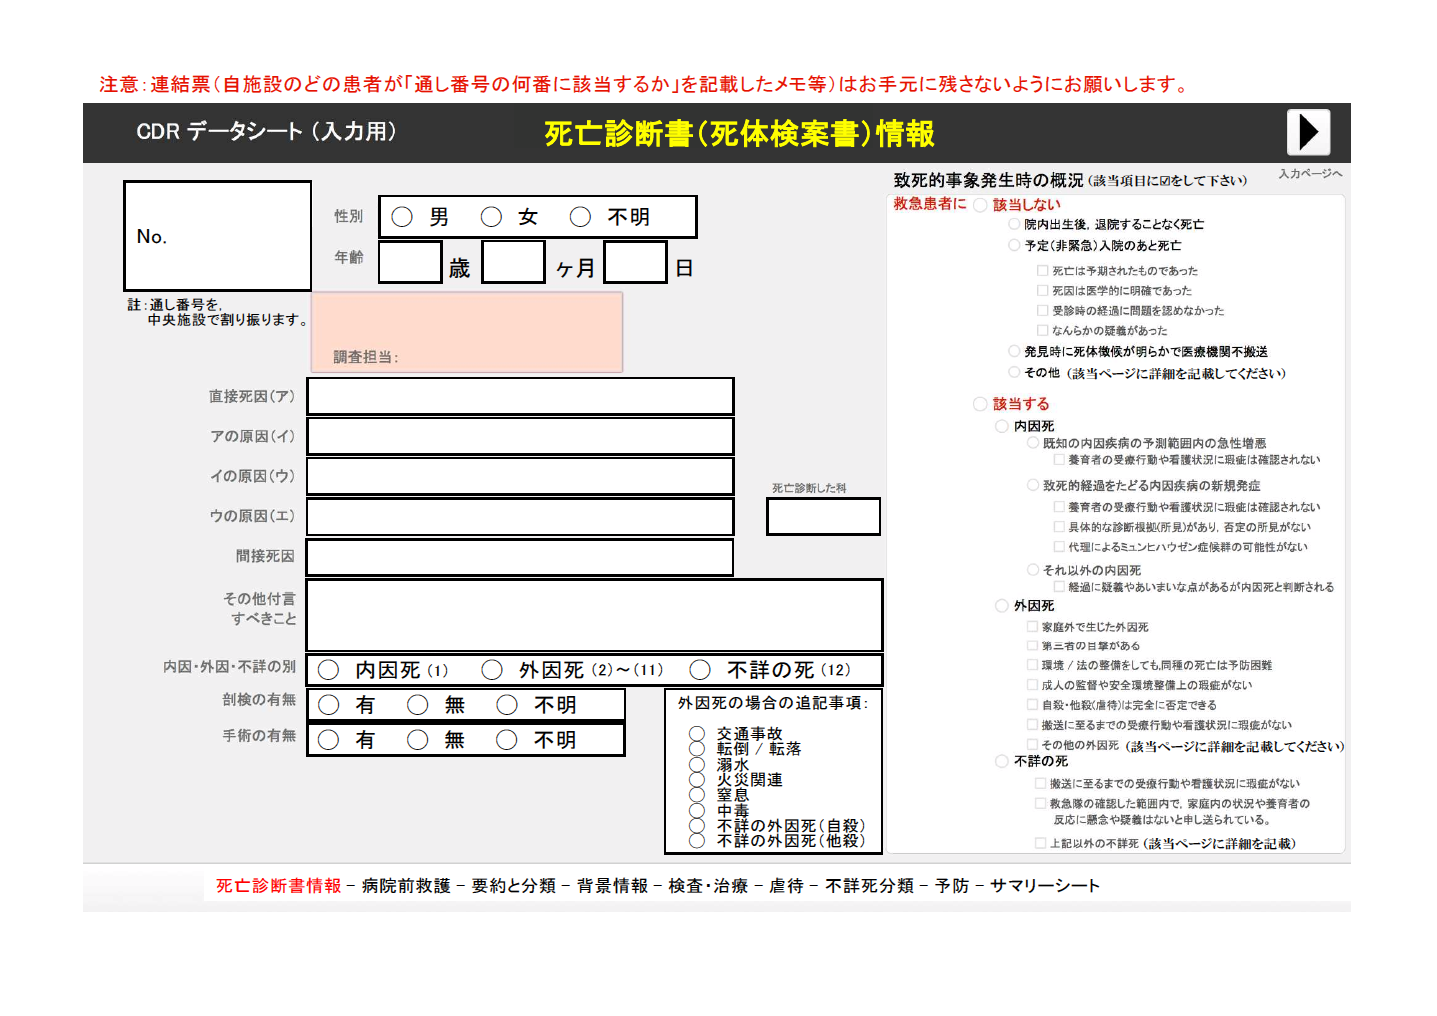 注意：連結票（自施設のどの患者が「通し番号の何番に該当するか」を記載したメモ等）はお手元に残さないようにお願いします。
CDR データシート（入力用）
死亡診断書（死体検案書）情報
入力ページへ
No.
註：通し番号を，
中央施設で割り振ります。
性別
○ 男 ○ 女 ○ 不明
年齢
歳 ヶ月 日
調査担当：
直接死因（ア）
アの原因（イ）
イの原因（ウ）
ウの原因（エ）
死亡診断した科
間接死因
その他付言
すべきこと
内因・外因・不詳の別
○ 内因死（1） ○ 外因死（2）～（11） ○ 不詳の死（12）
剖検の有無
○ 有 ○ 無 ○ 不明
手術の有無
○ 有 ○ 無 ○ 不明
外因死の場合の追記事項：
○ 交通事故
○ 転倒 / 転落
○ 溺水
○ 火災関連
○ 窒息
○ 中毒
○ 不詳の外因死（自殺）
○ 不詳の外因死（他殺）
致死的事象発生時の概況（該当項目に☑をして下さい）
救急患者に ○ 該当しない
○ 院内出生後，退院することなく死亡
○ 予定（非緊急）入院のあと死亡
□ 死亡は予期されたものであった
□ 死因は医学的に明確であった
□ 受診時の経過に問題を認めなかった
□ なんらかの疑義があった
○ 発見時に死体徴候が明らかで医療機関不搬送
○ その他（該当ページに詳細を記載してください）
○ 該当する
○ 内因死
○ 既知の内因疾病の予測範囲内の急性増悪
□ 養育者の受療行動や看護状況に瑕疵は確認されない
○ 致死的経過をたどる内因疾病の新規発症
□ 養育者の受療行動や看護状況に瑕疵は確認されない
□ 具体的な診断根拠(所見)があり，否定の所見がない
□ 代理によるミュンヒハウゼン症候群の可能性がない
○ それ以外の内因死
□ 経過に疑義やあいまいな点があるが内因死と判断される
○ 外因死
□ 家庭外で生じた外因死
□ 第三者の目撃がある
□ 環境 / 法の整備をしても,同種の死亡は予防困難
□ 成人の監督や安全環境整備上の瑕疵がない
□ 自殺・他殺(虐待)は完全に否定できる
□ 搬送に至るまでの受療行動や看護状況に瑕疵がない
□ その他の外因死（該当ページに詳細を記載してください）
○ 不詳の死
□ 搬送に至るまでの受療行動や看護状況に瑕疵がない
□ 救急隊の確認した範囲内で，家庭内の状況や養育者の
反応に懸念や疑義はないと申し送られている。
□ 上記以外の不詳死（該当ページに詳細を記載）
死亡診断書情報 − 病院前救護 − 要約と分類 − 背景情報 − 検査・治療 − 虐待 − 不詳死分類 − 予防 − サマリーシート